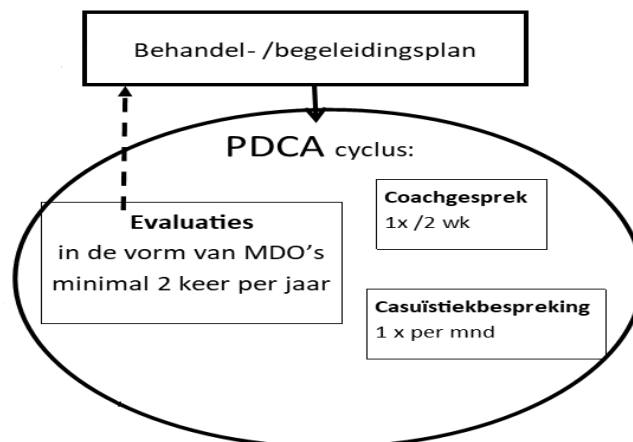 Behandel- /begeleidingsplan
PDCA cyclus:
Evaluaties
in de vorm van MDO's
minimal 2 keer per jaar
Coachgesprek
1x /2 wk
Casuïstiekbespreking
1 x per mnd